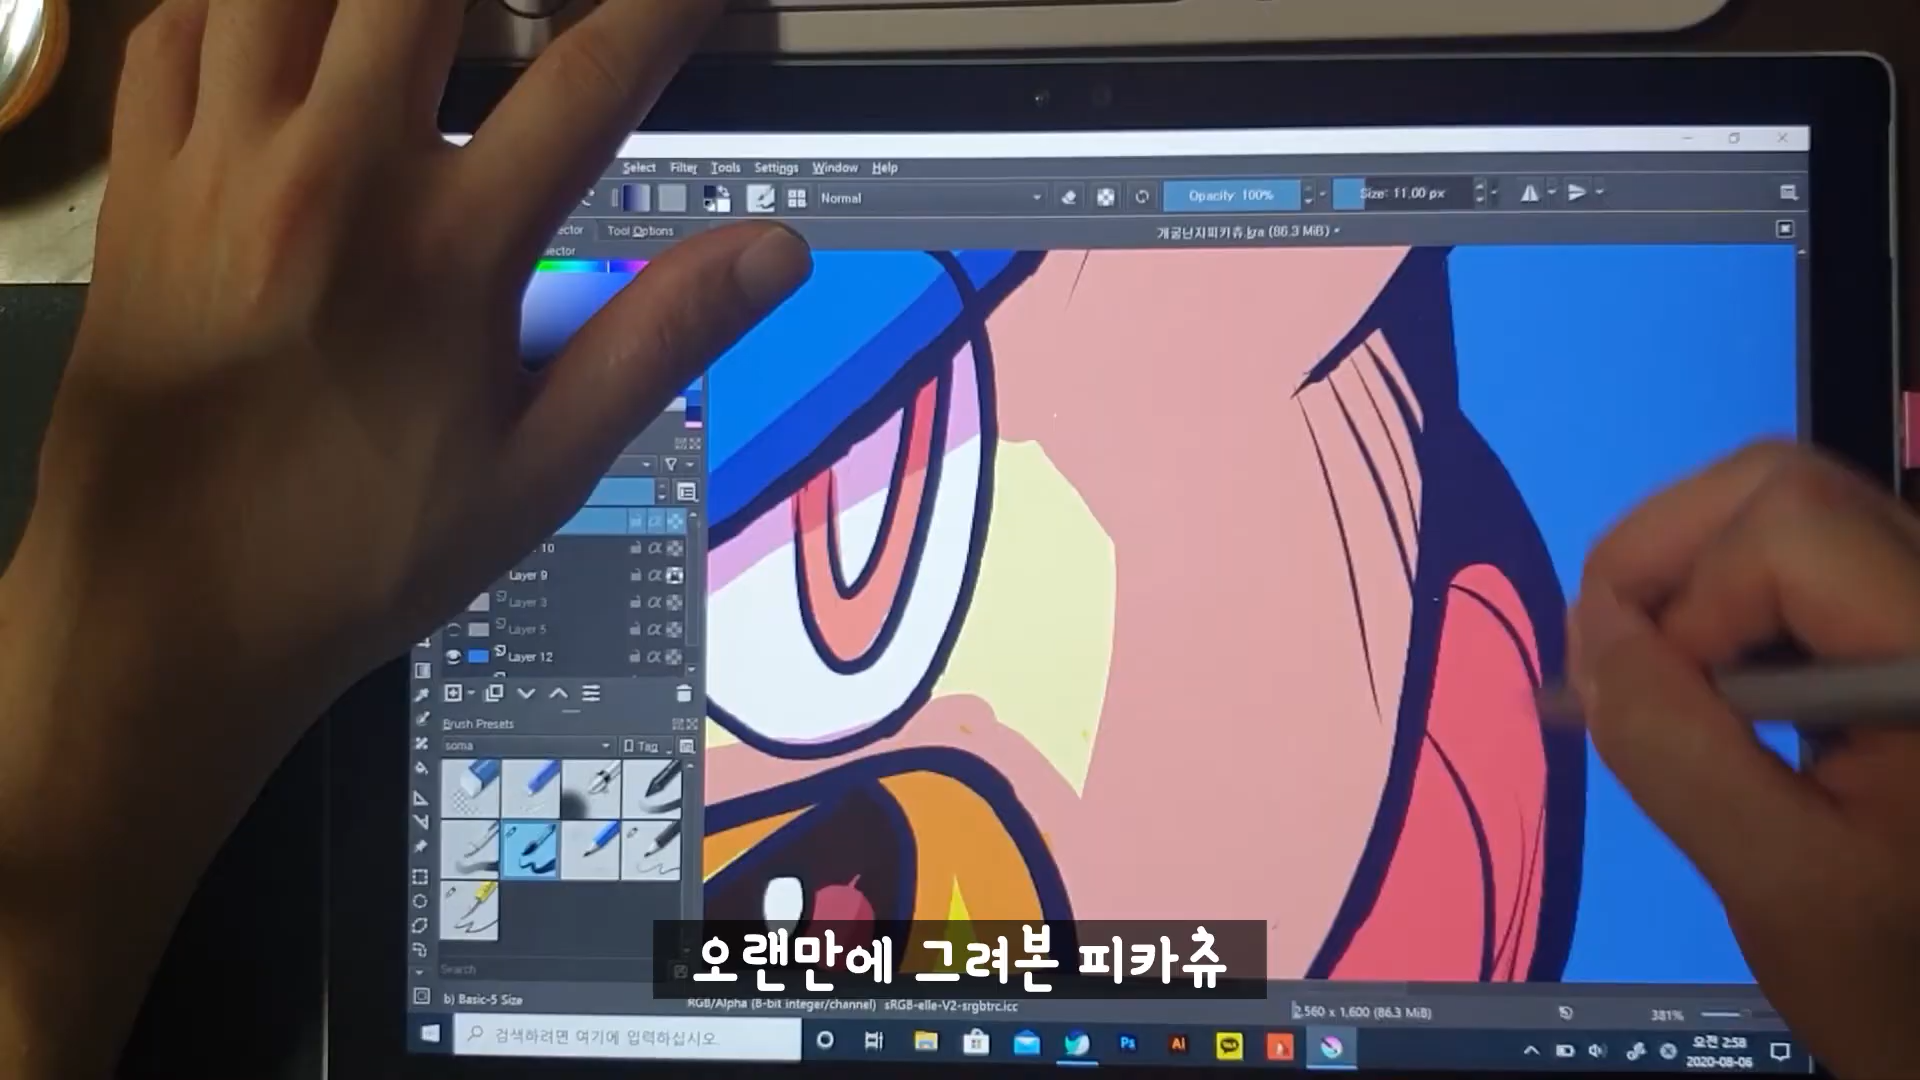 Select Filter Tools Settings Window Help
Normal
Opacity: 100%
Size: 11.00 px
Tool Options
개굴닌자피카츄.kra (86.3 MiB) *
10
Layer 9
Layer 3
Layer 5
Layer 12
Brush Presets
soma
Tag
Search
오랜만에 그려본 피카츄
b) Basic-5 Size
RGB/Alpha (8-bit integer/channel) sRGB-elle-V2-srgbtrc.icc
2,560 x 1,600 (86.3 MiB)
381%
검색하려면 여기에 입력하십시오.
Ps
Ai
오전 2:58
2020-08-06